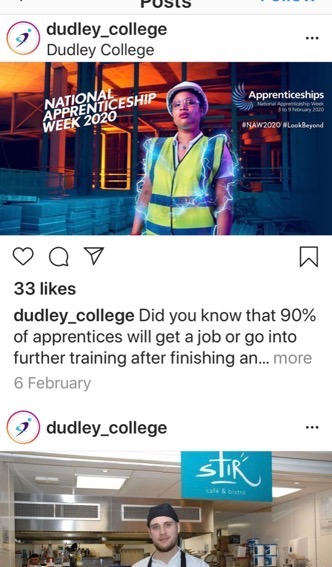 Posts
Follow
dudley_college
Dudley College
NATIONAL
APPRENTICESHIP
WEEK 2020
Apprenticeships
National Apprenticeship Week
3 to 9 February 2020
#NAW2020 #LookBeyond
33 likes
dudley_college Did you know that 90%
of apprentices will get a job or go into
further training after finishing an... more
6 February
dudley_college
STIR
café & bistro